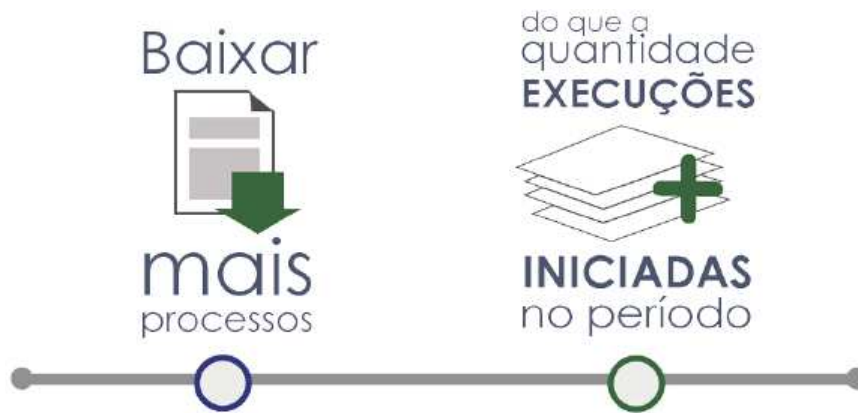 Baixar
mais
processos
do que a
quantidade
EXECUÇÕES
INICIADAS
no período